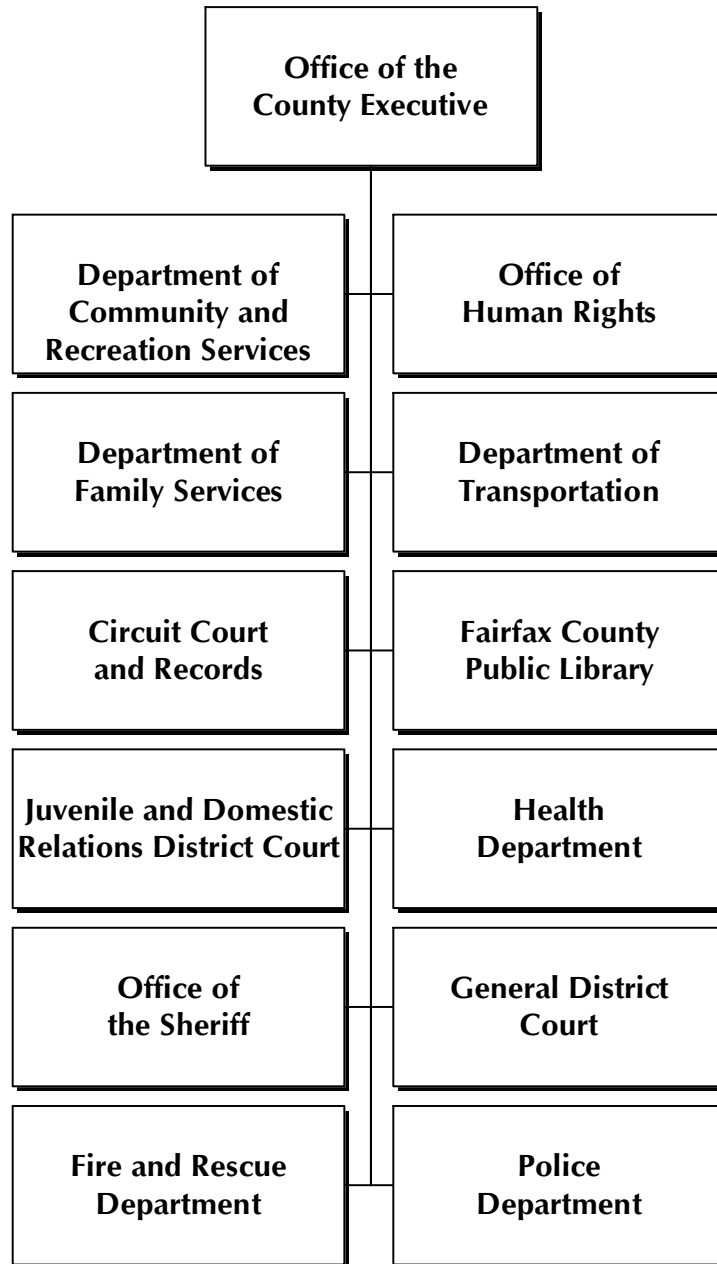 Office of the
County Executive
Department of
Community and
Recreation Services
Office of
Human Rights
Department of
Family Services
Department of
Transportation
Circuit Court
and Records
Fairfax County
Public Library
Juvenile and Domestic
Relations District Court
Health
Department
Office of
the Sheriff
General District
Court
Fire and Rescue
Department
Police
Department